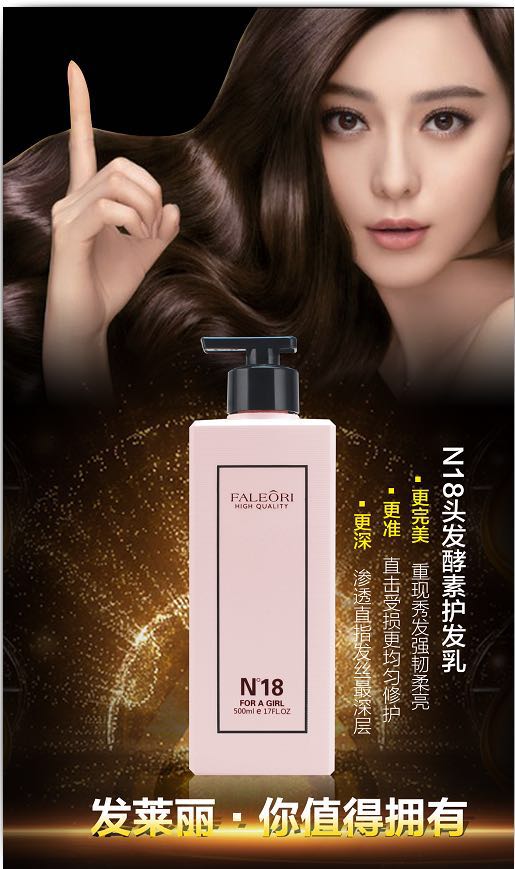 N18头发酵素护发乳
·更完美 重现秀发强韧柔亮
·更准 直击受损更均匀修护
·更深 渗透直指发丝最深层
FALEÔRI
HIGH QUALITY
N°18
FOR A GIRL
500ml e 17FL.OZ
发莱丽·你值得拥有